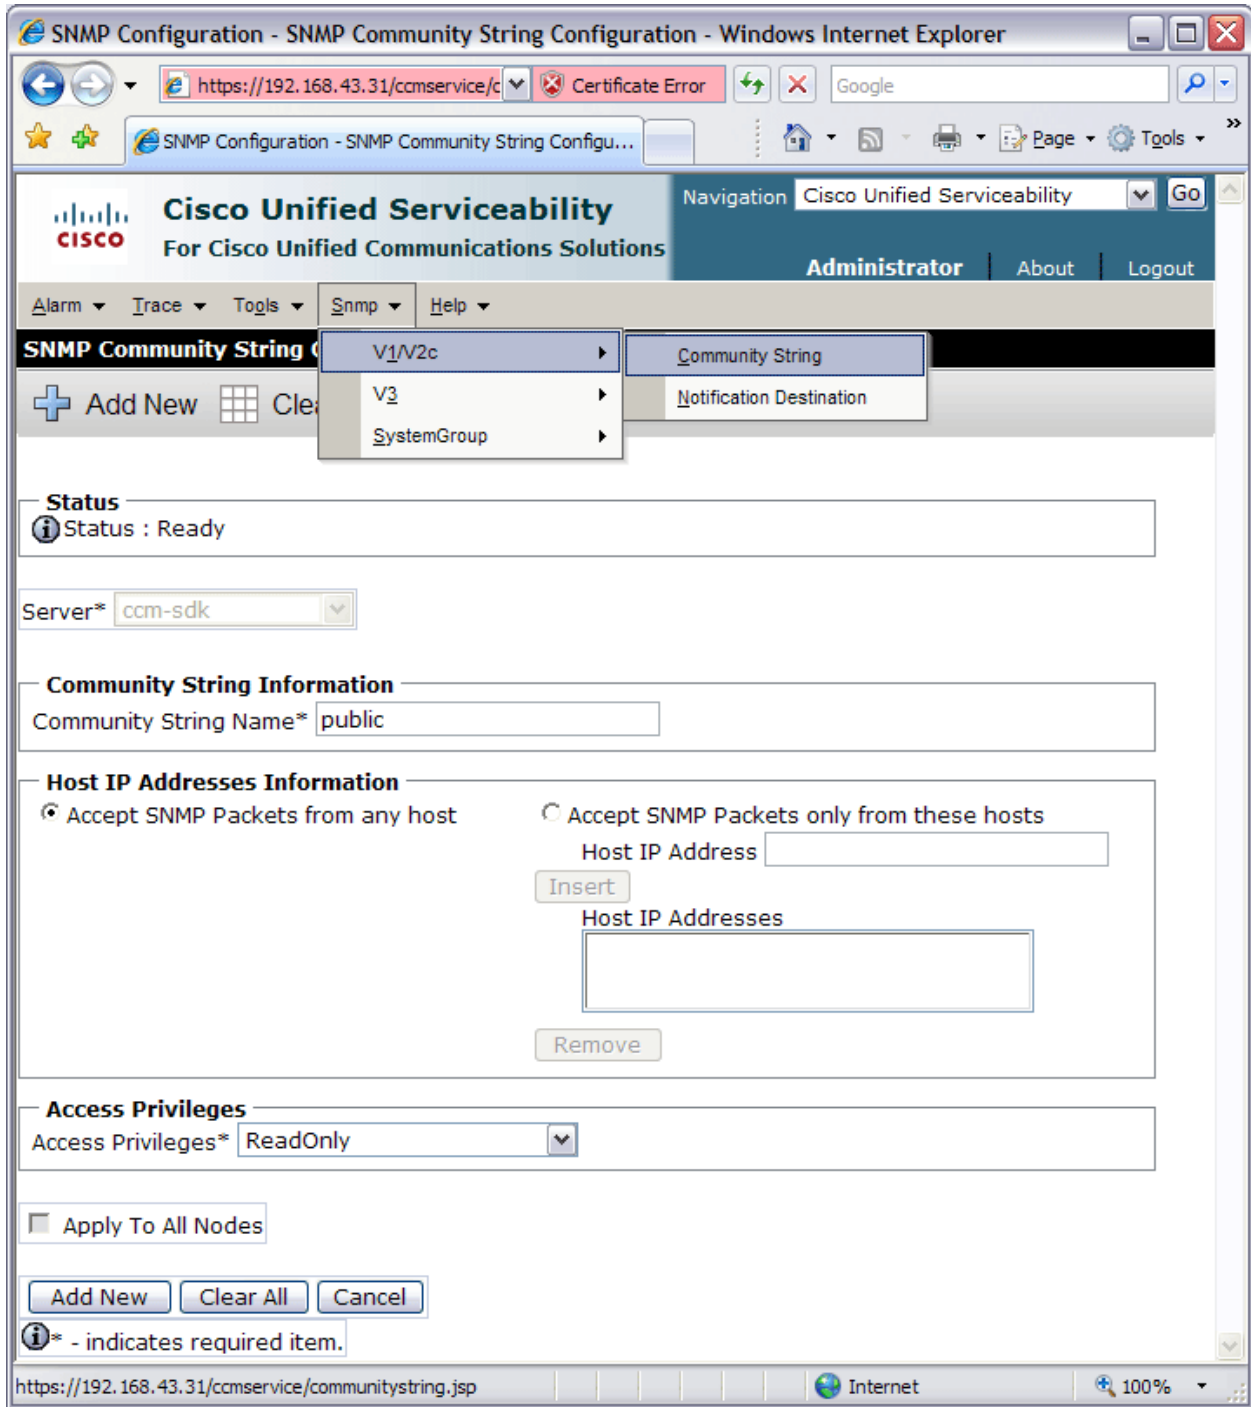 SNMP Configuration - SNMP Community String Configuration - Windows Internet Explorer
https://192.168.43.31/ccmservice/c Certificate Error Google
SNMP Configuration - SNMP Community String Configu... Page Tools »
CISCO
Cisco Unified Serviceability
For Cisco Unified Communications Solutions
Navigation Cisco Unified Serviceability Go
Administrator About Logout
Alarm Trace Tools Snmp Help
SNMP Community String
V1/V2c
Community String
Add New
V3
Notification Destination
SystemGroup
Status
Status : Ready
Server* ccm-sdk
Community String Information
Community String Name* public
Host IP Addresses Information
Accept SNMP Packets from any host
Accept SNMP Packets only from these hosts
Host IP Address
Insert
Host IP Addresses
Remove
Access Privileges
Access Privileges* ReadOnly
Apply To All Nodes
Add New Clear All Cancel
* - indicates required item.
https://192.168.43.31/ccmservice/communitystring.jsp Internet 100%